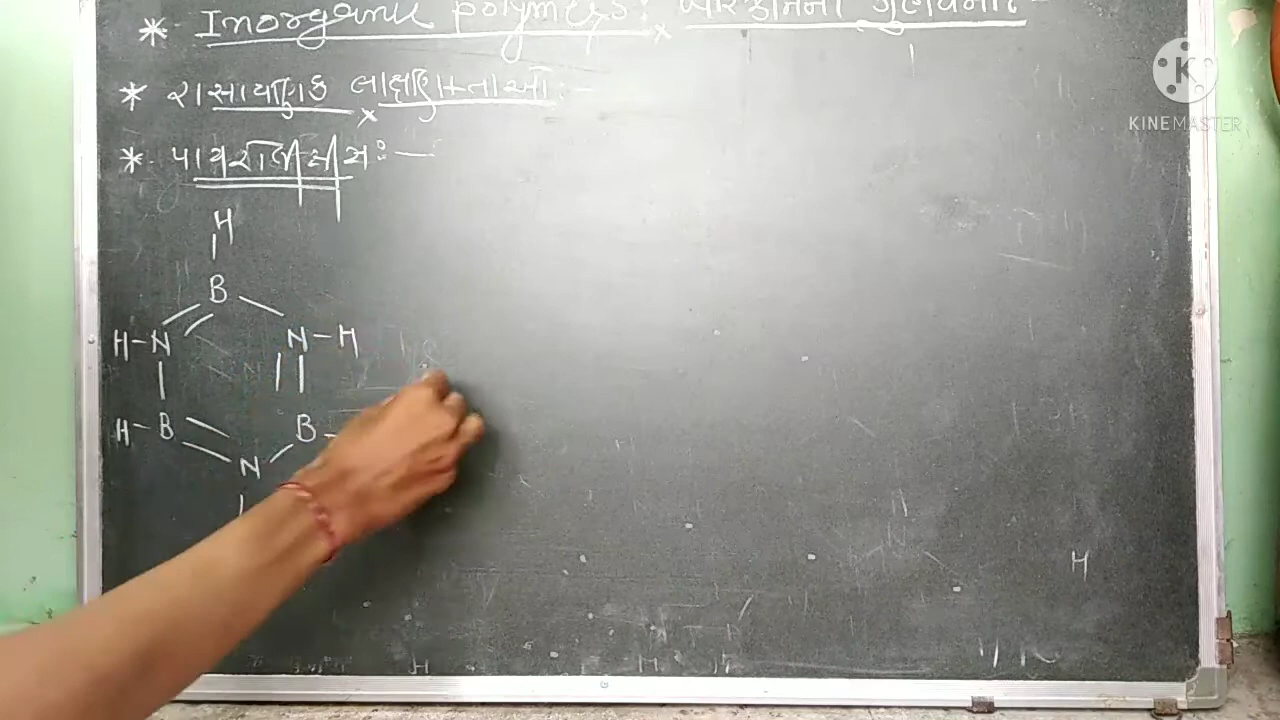 * Inorganic polymers:
* રાસાયણિક લાક્ષણિકતાઓ :-
* પાયરોલીસીસ :—
H
B
H-N N-H
H-B B
N
H
H H H
K
KINEMASTER